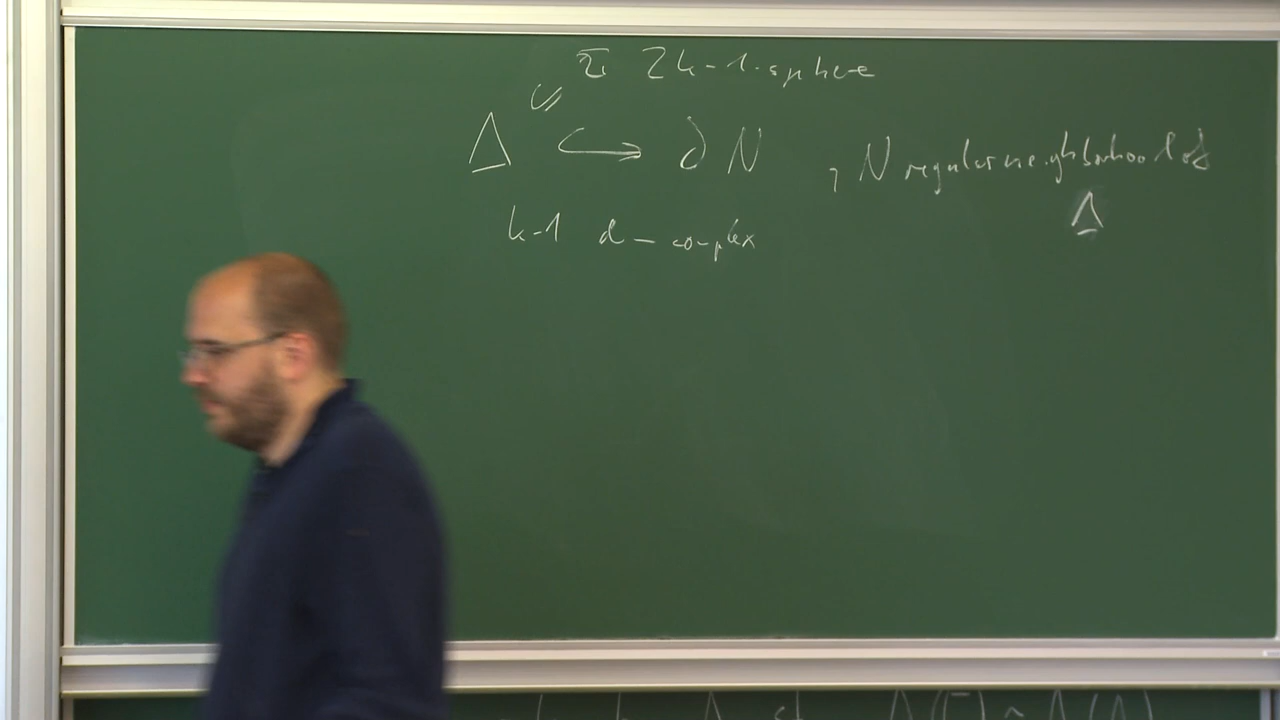 Σ 2k-1-sphere
Δ ↪ ∂N , N regular neighborhood of
Δ
k-1 d-complex